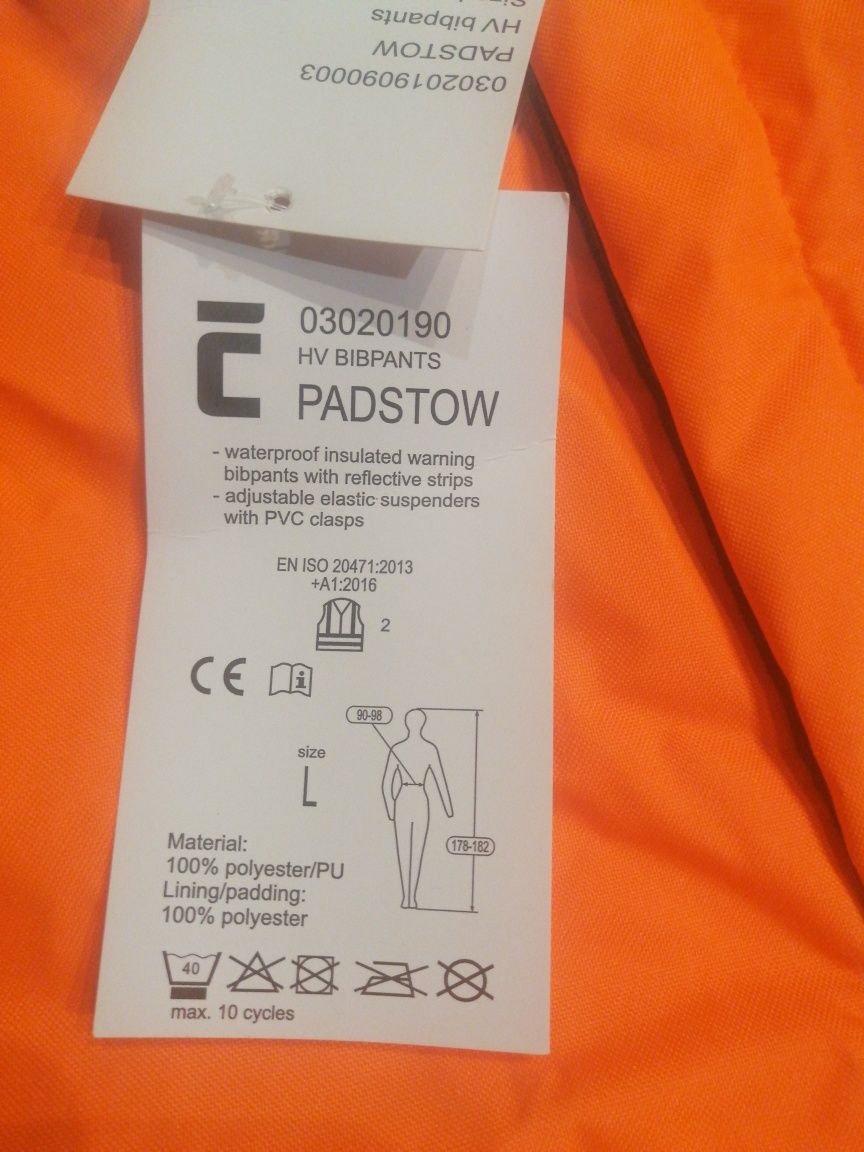 0302019090003
PADSTOW
HV bibpants
03020190
HV BIBPANTS
PADSTOW
- waterproof insulated warning
bibpants with reflective strips
- adjustable elastic suspenders
with PVC clasps
EN ISO 20471:2013
+A1:2016
2
CE
i
90-98
size
L
178-182
Material:
100% polyester/PU
Lining/padding:
100% polyester
40
max. 10 cycles